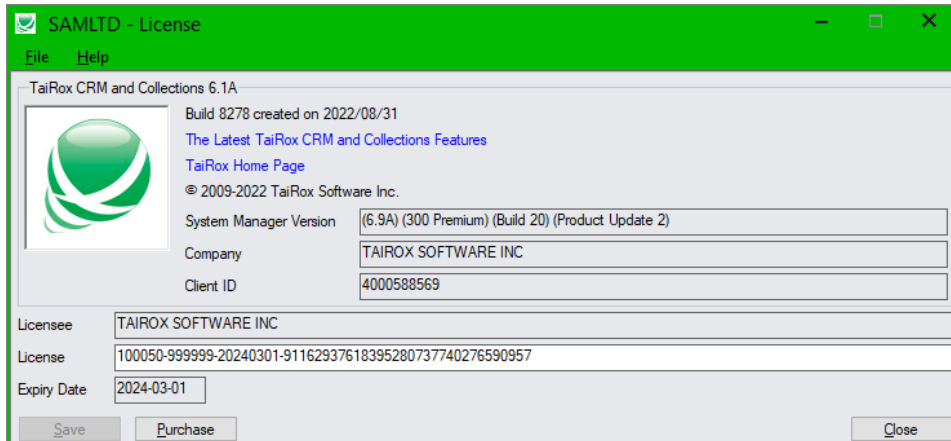 SAMLTD - License
File Help
TaiRox CRM and Collections 6.1A
Build 8278 created on 2022/08/31
The Latest TaiRox CRM and Collections Features
TaiRox Home Page
© 2009-2022 TaiRox Software Inc.
System Manager Version (6.9A) (300 Premium) (Build 20) (Product Update 2)
Company TAIROX SOFTWARE INC
Client ID 4000588569
Licensee TAIROX SOFTWARE INC
License 100050-999999-20240301-91162937618395280737740276590957
Expiry Date 2024-03-01
Save Purchase Close